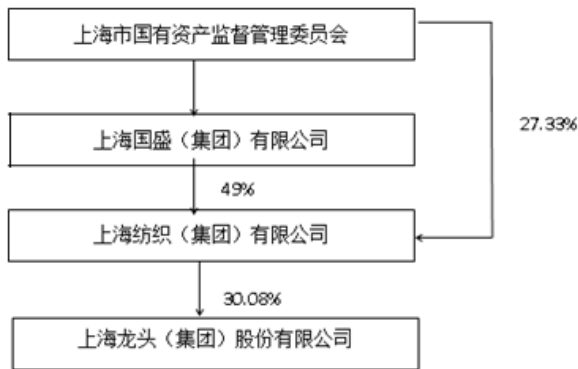 上海市国有资产监督管理委员会
27.33%
上海国盛（集团）有限公司
49%
上海纺织（集团）有限公司
30.08%
上海龙头（集团）股份有限公司